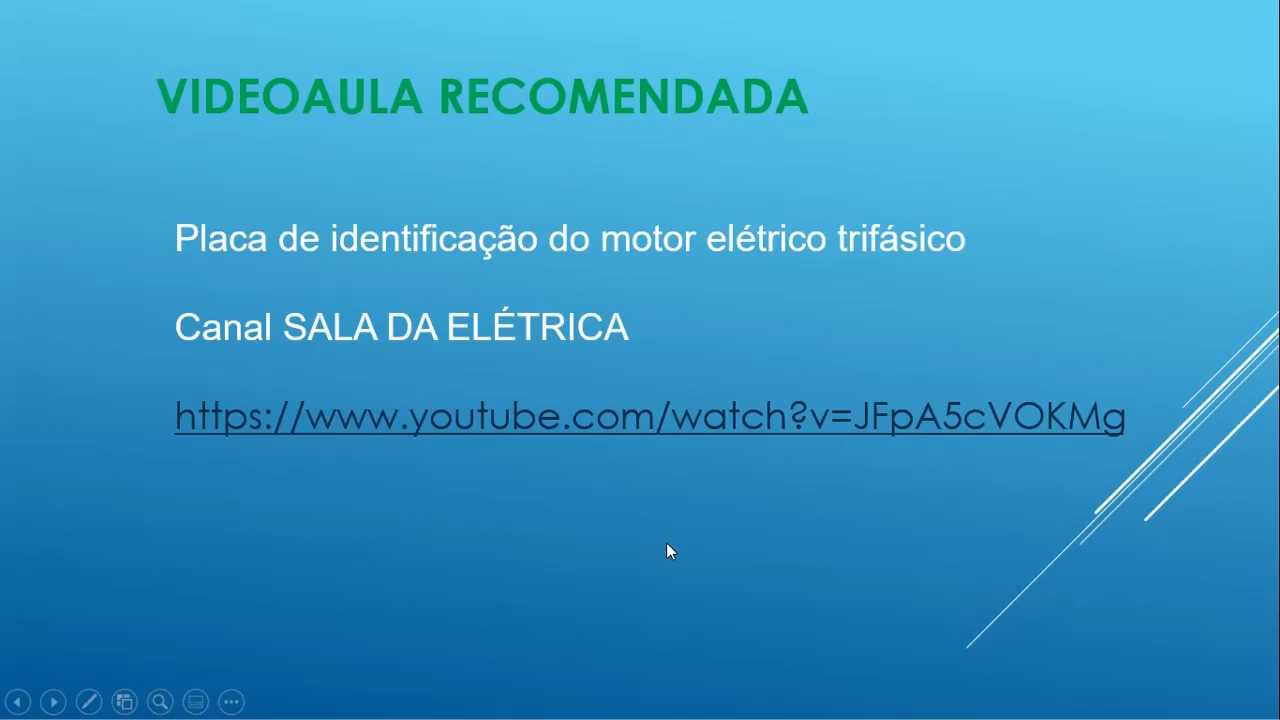 VIDEOAULA RECOMENDADA
Placa de identificação do motor elétrico trifásico
Canal SALA DA ELÉTRICA
https://www.youtube.com/watch?v=JFpA5cVOKMg